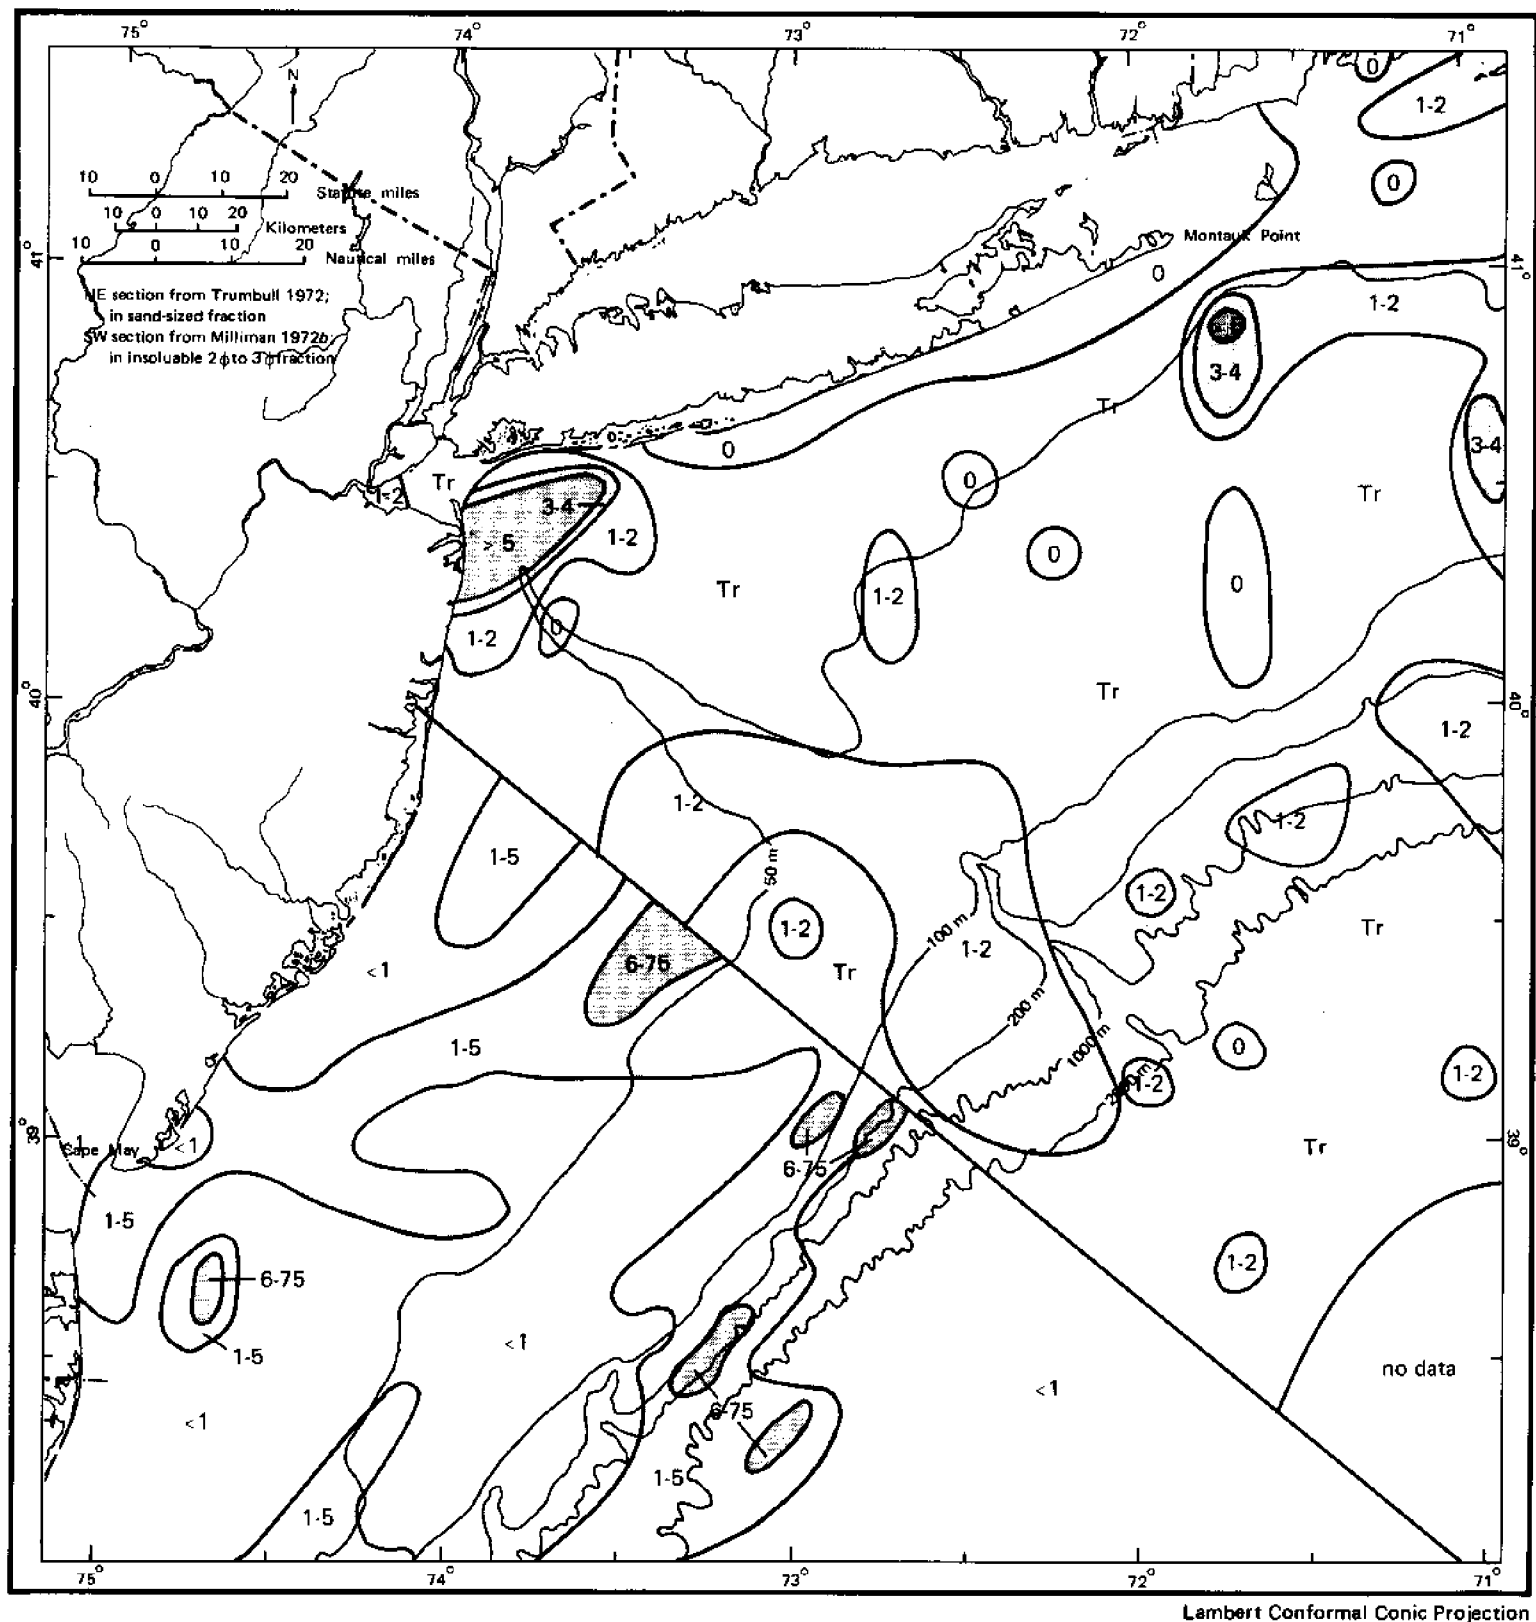 75° 74° 73° 72° 71°
0
1-2
N
10 0 10 20
Statute miles
0
10 0 10 20
Kilometers
Montauk Point
10 0 10 20
Nautical miles
41° 41°
0
NE section from Trumbull 1972;
in sand-sized fraction
1-2
SW section from Milliman 1972b;
in insoluable 2ϕ to 3ϕ fraction
3-4
Tr
0
3-4
Tr
0
1-2
Tr
3-4
1-2
>5
0
Tr
1-2
0
0
1-2
Tr
40° 40°
1-2
1-2
1-2
1-5
50 m
1-2
1-2
Tr
100 m
1-2
<1
6-75
Tr
200 m
1-5
1000 m
0
1-2
1-2
39° 39°
Cape May
<1
Tr
6-75
1-5
1-2
6-75
<1
1-5
no data
<1
6-75
<1
1-5
1-5
75° 74° 73° 72° 71°
Lambert Conformal Conic Projection